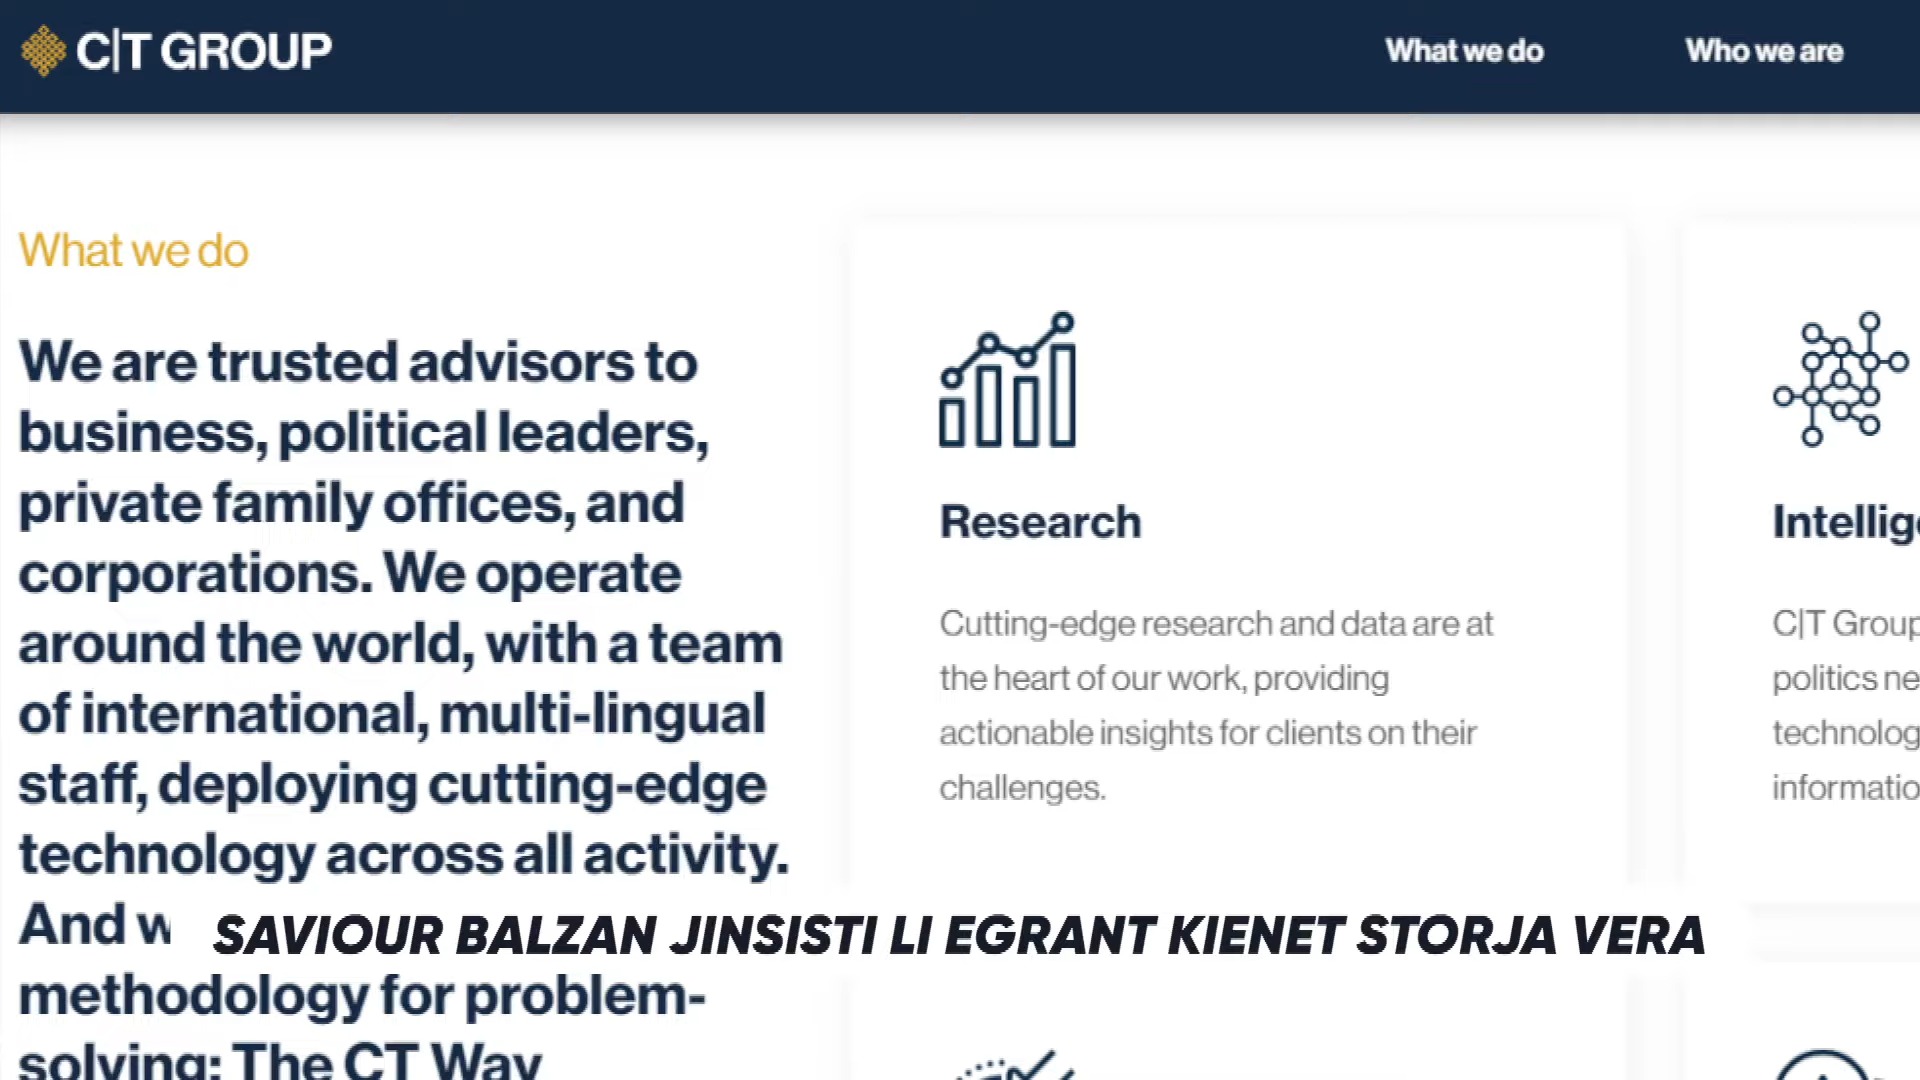 C|T GROUP
What we do
Who we are
What we do
We are trusted advisors to
business, political leaders,
private family offices, and
corporations. We operate
around the world, with a team
of international, multi-lingual
staff, deploying cutting-edge
technology across all activity.
And
methodology for problem-
solving: The CT Way
Research
Cutting-edge research and data are at
the heart of our work, providing
actionable insights for clients on their
challenges.
C|T Group
politics
SAVIOUR BALZAN JINSISTI LI EGRANT KIENET STORJA VERA